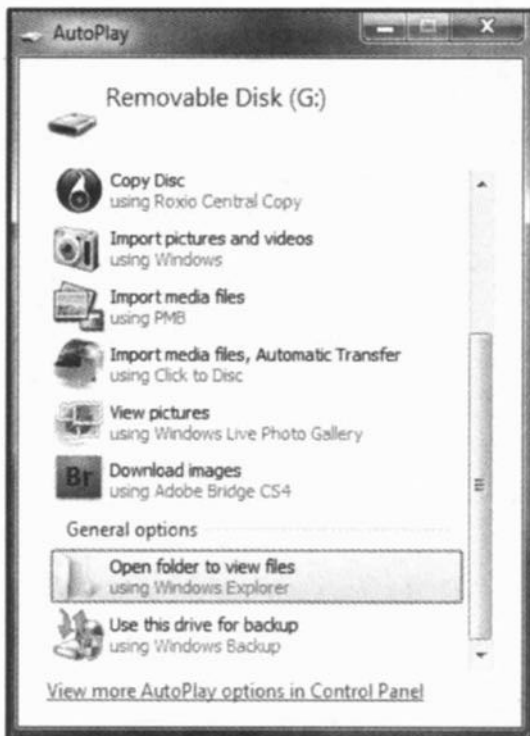 AutoPlay
Removable Disk (G:)
Copy Disc
using Roxio Central Copy
Import pictures and videos
using Windows
Import media files
using PMB
Import media files, Automatic Transfer
using Click to Disc
View pictures
using Windows Live Photo Gallery
Br
Download images
using Adobe Bridge CS4
General options
Open folder to view files
using Windows Explorer
Use this drive for backup
using Windows Backup
View more AutoPlay options in Control Panel